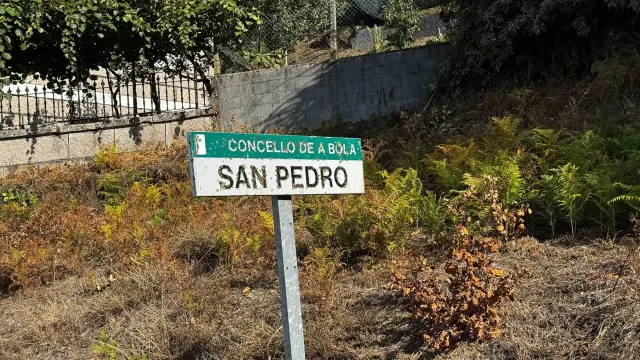 CONCELLO DE A BOLA
SAN PEDRO